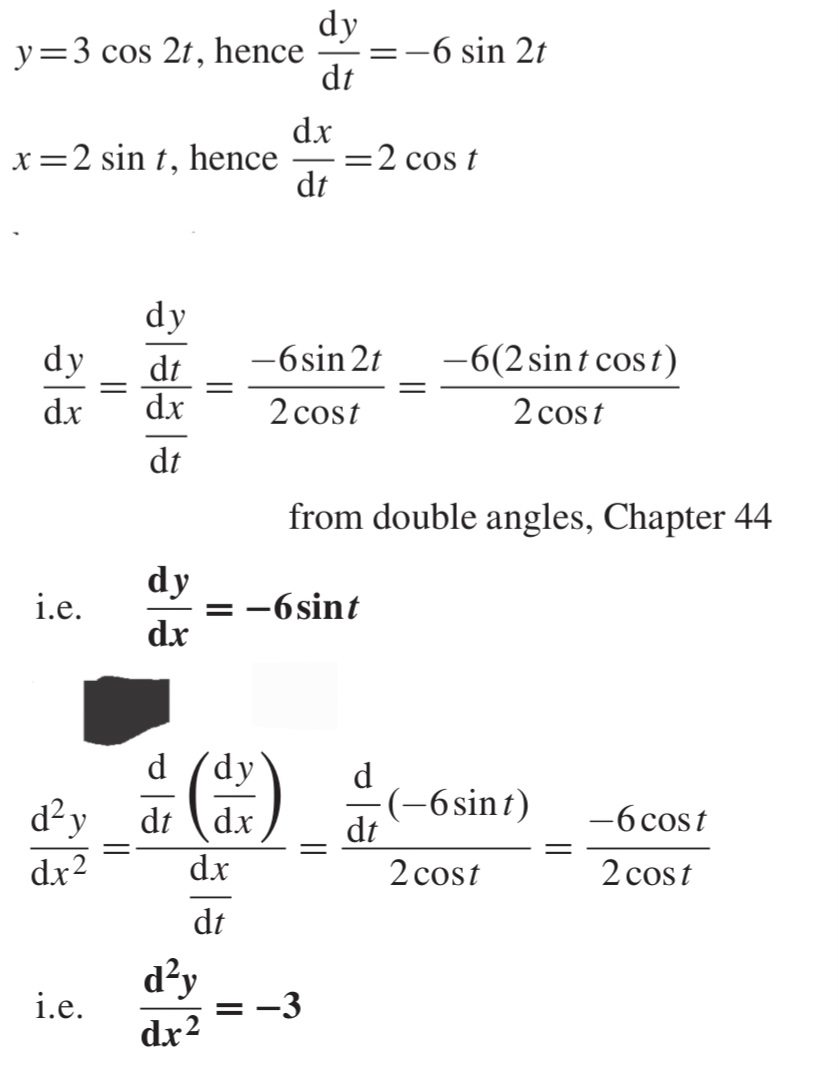 y=3 cos 2t, hence dy/dt=−6 sin 2t
x=2 sin t, hence dx/dt=2 cos t
dy/dx = (dy/dt)/(dx/dt) = −6 sin 2t/2 cos t = −6(2 sin t cos t)/2 cos t
from double angles, Chapter 44
i.e. dy/dx = −6 sin t
d²y/dx² = (d/dt (dy/dx))/(dx/dt) = (d/dt (−6 sin t))/2 cos t = −6 cos t/2 cos t
i.e. d²y/dx² = −3